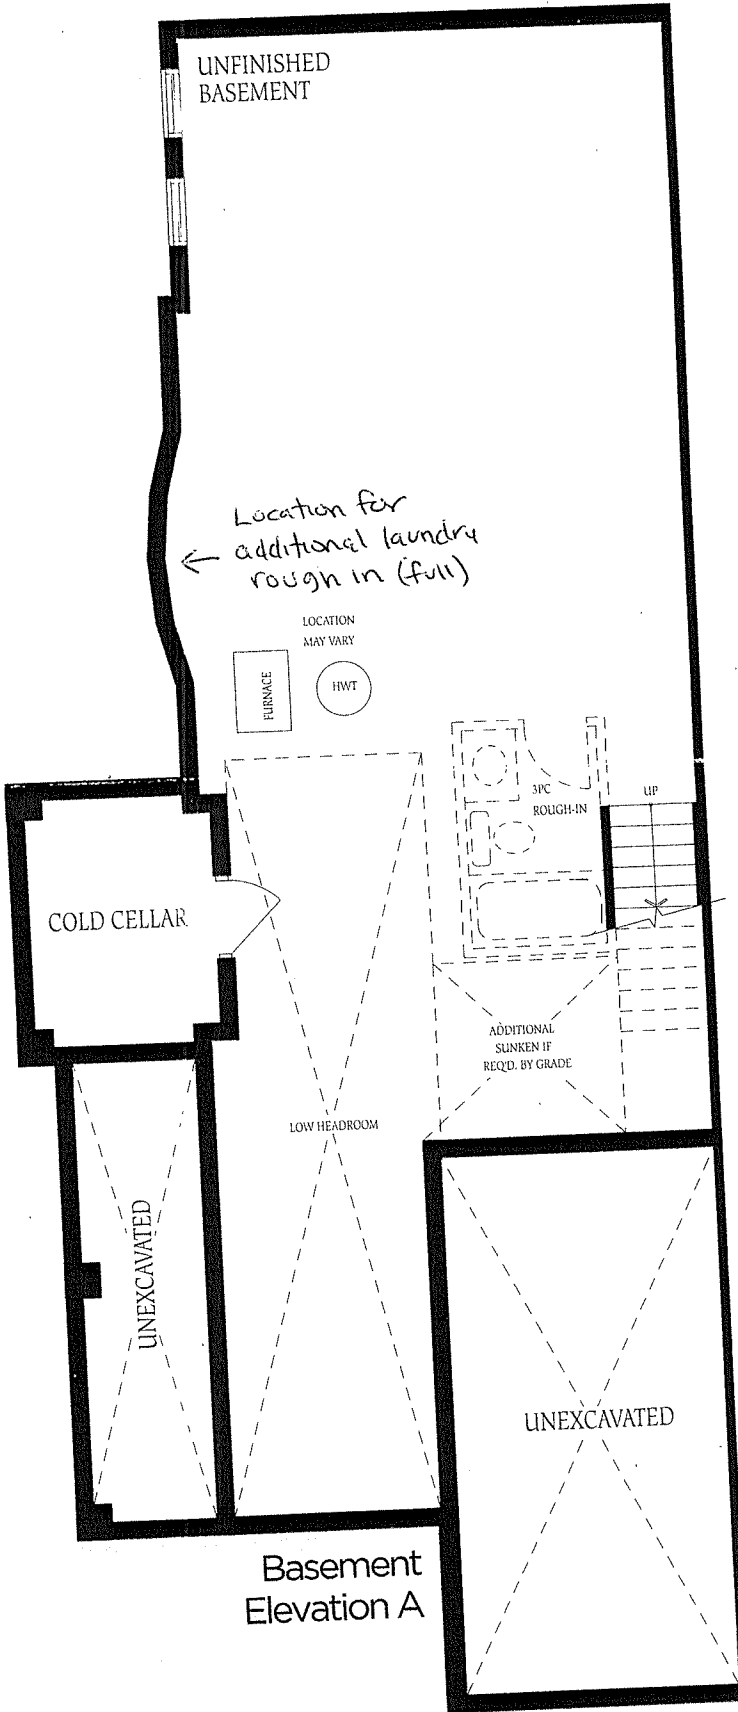 UNFINISHED
BASEMENT
Location for
additional laundry
rough in (full)
LOCATION
MAY VARY
FURNACE
HWT
3PC
ROUGH-IN
UP
COLD CELLAR
ADDITIONAL
SUNKEN IF
REQ'D. BY GRADE
LOW HEADROOM
UNEXCAVATED
UNEXCAVATED
Basement
Elevation A